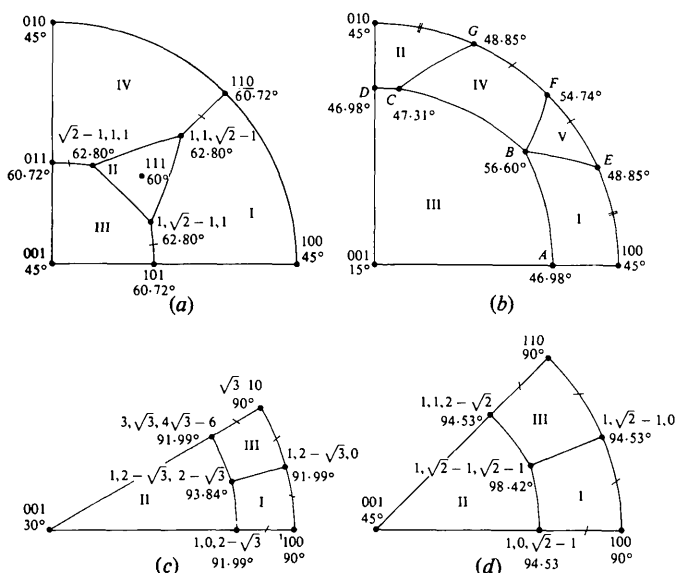 010
45°
IV
110
60·72°
√2−1,1,1
62·80°
1,1,√2−1
62·80°
011
60·72°
II
111
60°
1,√2−1,1
62·80°
III
I
001
45°
101
60·72°
100
45°
(a)
010
45°
G
48·85°
II
IV
F
54·74°
D
46·98°
C
47·31°
V
B
56·60°
E
48·85°
III
I
001
15°
A
46·98°
100
45°
(b)
√3 10
90°
3,√3,4√3−6
91·99°
III
1,2−√3,0
91·99°
1,2−√3, 2−√3
93·84°
II
I
001
30°
1,0,2−√3
91·99°
100
90°
(c)
110
90°
1,1,2−√2
94·53°
III
1,√2−1,0
94·53°
1,√2−1,√2−1
98·42°
II
I
001
45°
1,0,√2−1
94·53
100
90°
(d)